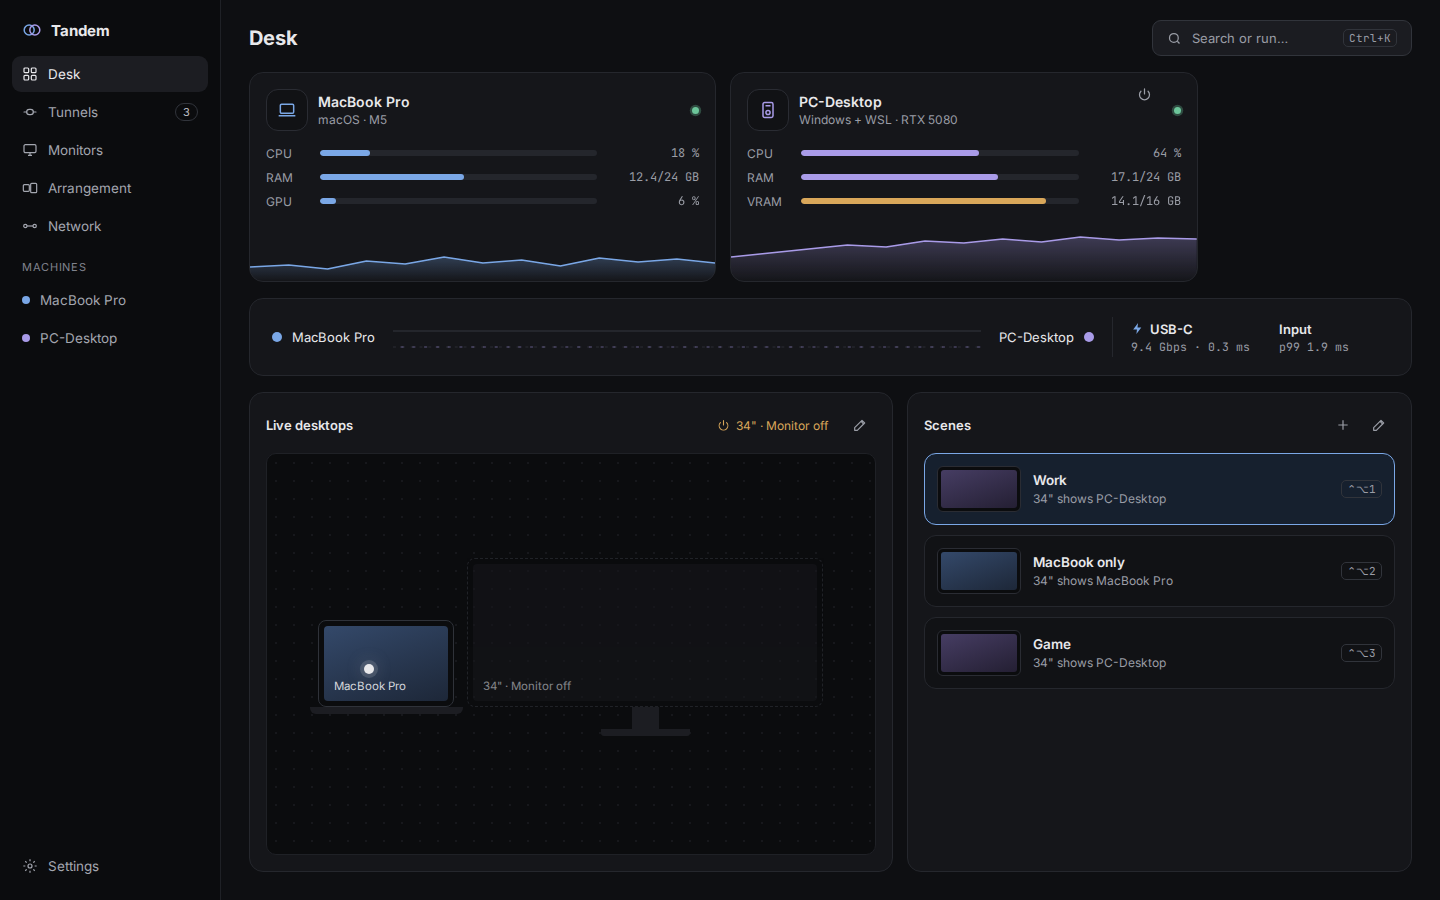 Tandem
Desk
Tunnels
3
Monitors
Arrangement
Network
MACHINES
MacBook Pro
PC-Desktop
Settings
Desk
Search or run...
Ctrl+K
MacBook Pro
macOS · M5
CPU
18 %
RAM
12.4/24 GB
GPU
6 %
PC-Desktop
Windows + WSL · RTX 5080
CPU
64 %
RAM
17.1/24 GB
VRAM
14.1/16 GB
MacBook Pro
PC-Desktop
USB-C
9.4 Gbps · 0.3 ms
Input
p99 1.9 ms
Live desktops
34" · Monitor off
MacBook Pro
34" · Monitor off
Scenes
Work
34" shows PC-Desktop
⌃⌥1
MacBook only
34" shows MacBook Pro
⌃⌥2
Game
34" shows PC-Desktop
⌃⌥3